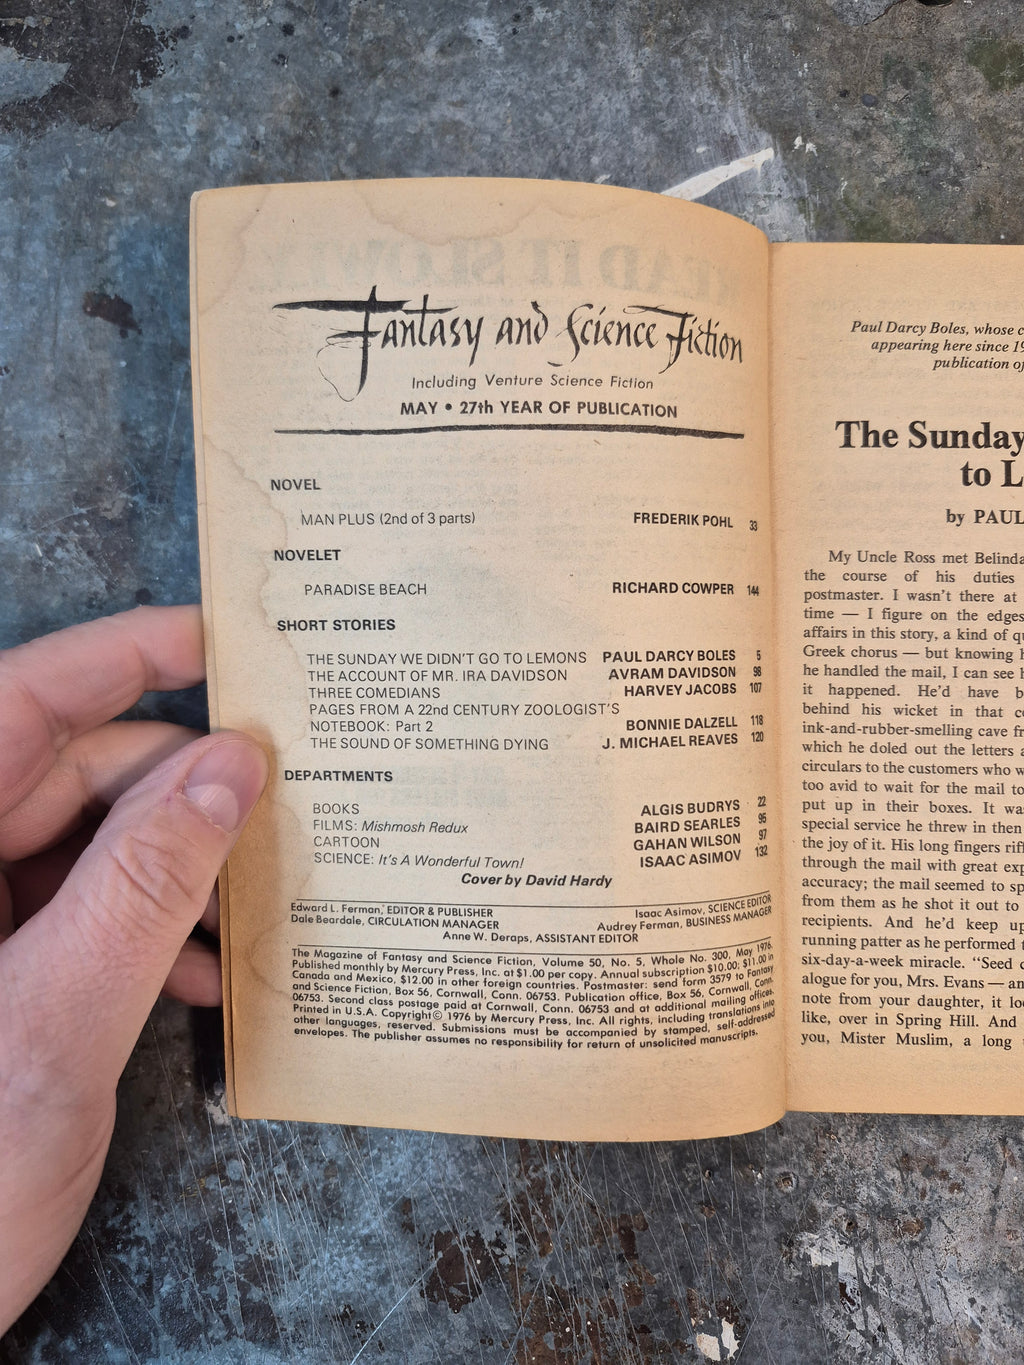 Fantasy and Science Fiction
Including Venture Science Fiction
MAY • 27th YEAR OF PUBLICATION
NOVEL
MAN PLUS (2nd of 3 parts) FREDERIK POHL 33
NOVELET
PARADISE BEACH RICHARD COWPER 144
SHORT STORIES
THE SUNDAY WE DIDN'T GO TO LEMONS PAUL DARCY BOLES 5
THE ACCOUNT OF MR. IRA DAVIDSON AVRAM DAVIDSON 98
THREE COMEDIANS HARVEY JACOBS 107
PAGES FROM A 22nd CENTURY ZOOLOGIST'S
NOTEBOOK: Part 2 BONNIE DALZELL 118
THE SOUND OF SOMETHING DYING J. MICHAEL REAVES 120
DEPARTMENTS
BOOKS ALGIS BUDRYS 22
FILMS: Mishmosh Redux BAIRD SEARLES 95
CARTOON GAHAN WILSON 97
SCIENCE: It's A Wonderful Town! ISAAC ASIMOV 132
Cover by David Hardy
Edward L. Ferman, EDITOR & PUBLISHER Isaac Asimov, SCIENCE EDITOR
Dale Beardale, CIRCULATION MANAGER Audrey Ferman, BUSINESS MANAGER
Anne W. Deraps, ASSISTANT EDITOR
The Magazine of Fantasy and Science Fiction, Volume 50, No. 5, Whole No. 300, May 1976.
Published monthly by Mercury Press, Inc. at $1.00 per copy. Annual subscription $10.00; $11.00 in
Canada and Mexico, $12.00 in other foreign countries. Postmaster: send form 3579 to Fantasy
and Science Fiction, Box 56, Cornwall, Conn. 06753. Publication office, Box 56, Cornwall, Conn.
06753. Second class postage paid at Cornwall, Conn. 06753 and at additional mailing offices.
Printed in U.S.A. Copyright © 1976 by Mercury Press, Inc. All rights, including translations into
other languages, reserved. Submissions must be accompanied by stamped, self-addressed
envelopes. The publisher assumes no responsibility for return of unsolicited manuscripts.
Paul Darcy Boles, whose
appearing here since
publication of
The Sunday
to
by PAUL
My Uncle Ross met Belinda
the course of his duties
postmaster. I wasn't there at
time — I figure on the edges
affairs in this story, a kind of
Greek chorus — but knowing
he handled the mail, I can see
it happened. He'd have
behind his wicket in that
ink-and-rubber-smelling cave
which he doled out the letters
circulars to the customers who
too avid to wait for the mail to
put up in their boxes. It
special service he threw in then
the joy of it. His long fingers
through the mail with great
accuracy; the mail seemed to
from them as he shot it out to
recipients. And he'd keep up
running patter as he performed
six-day-a-week miracle. “Seed
alogue for you, Mrs. Evans —
note from your daughter, it
like, over in Spring Hill. And
you, Mister Muslim, a long